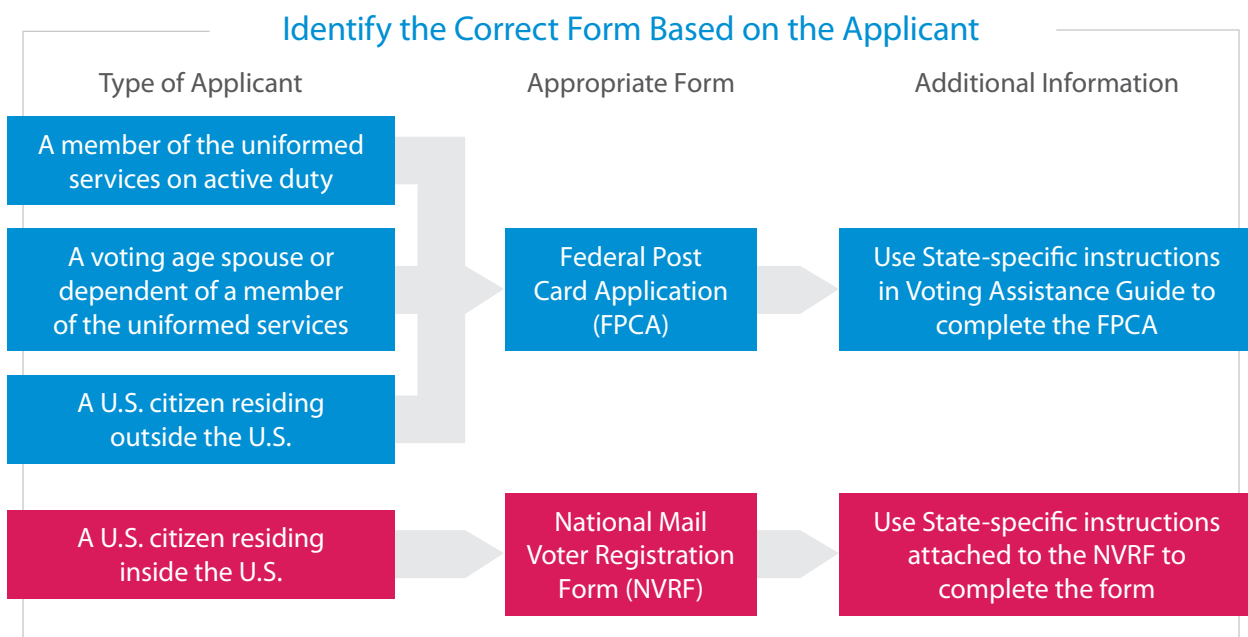 Identify the Correct Form Based on the Applicant
Type of Applicant
Appropriate Form
Additional Information
A member of the uniformed
services on active duty
A voting age spouse or
dependent of a member
of the uniformed services
A U.S. citizen residing
outside the U.S.
Federal Post
Card Application
(FPCA)
Use State-specific instructions
in Voting Assistance Guide to
complete the FPCA
A U.S. citizen residing
inside the U.S.
National Mail
Voter Registration
Form (NVRF)
Use State-specific instructions
attached to the NVRF to
complete the form